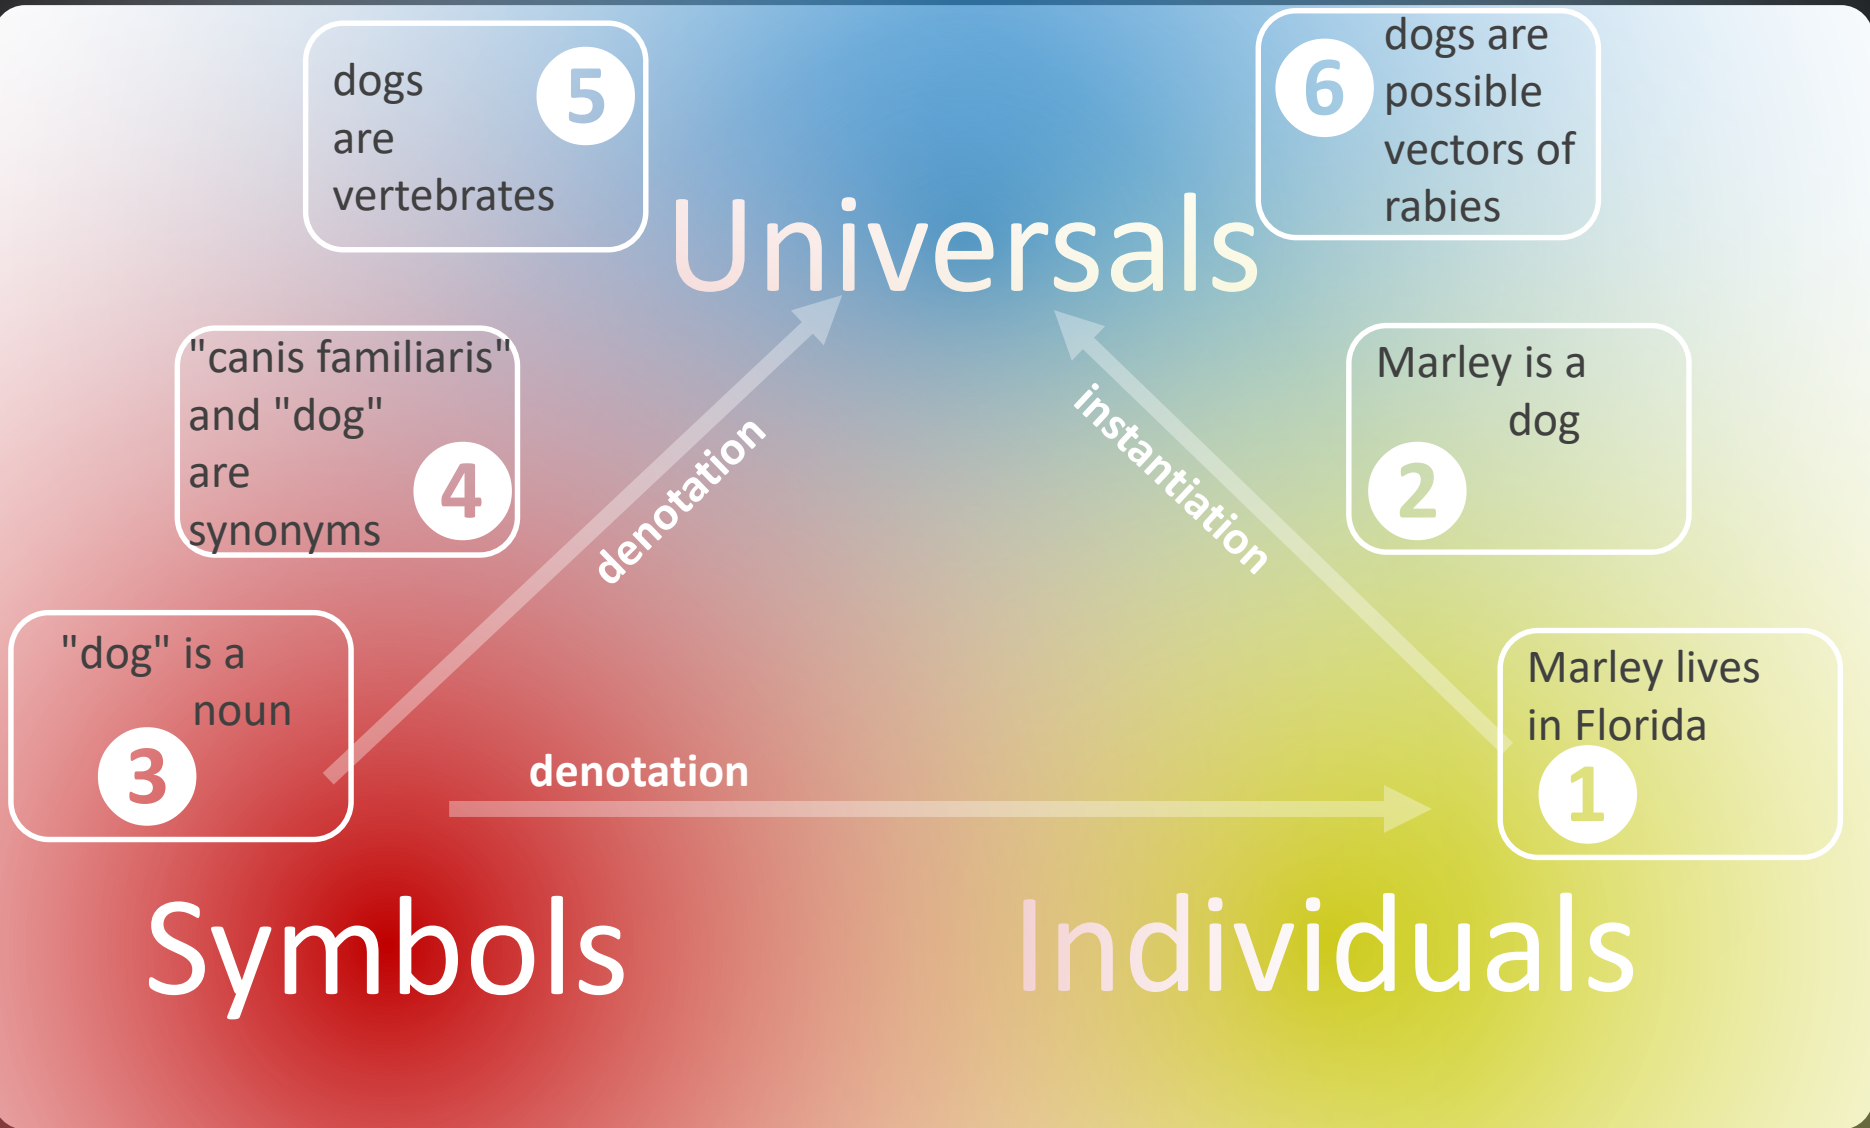 dogs
are
vertebrates
5
6
dogs are
possible
vectors of
rabies
Universals
"canis familiaris"
and "dog"
are
synonyms
4
denotation
instantiation
Marley is a
dog
2
"dog" is a
noun
3
denotation
Marley lives
in Florida
1
Symbols
Individuals